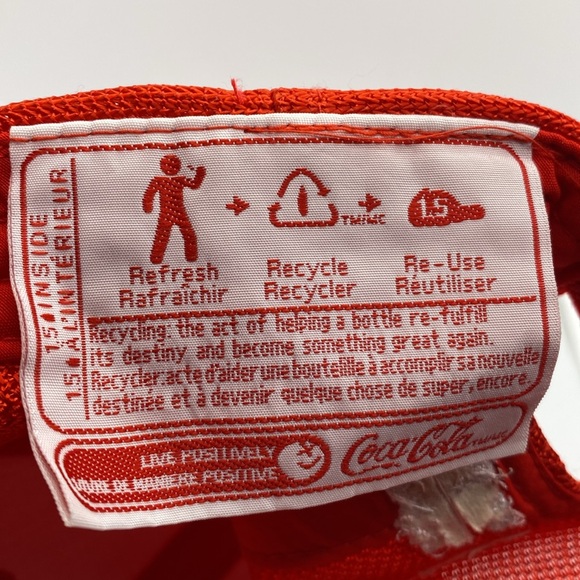 1.5 INSIDE
1.5 À L'INTÉRIEUR
Refresh
Rafraîchir
TM/MC
Recycle
Recycler
1.5
Re-Use
Réutiliser
Recycling: the act of helping a bottle re-fulfill
its destiny and become something great again.
Recycler: acte d'aider une bouteille à accomplir sa nouvelle
destinée et à devenir quelque chose de super, encore.
LIVE POSITIVELY
VIVRE DE MANIÈRE POSITIVE
Coca-Cola